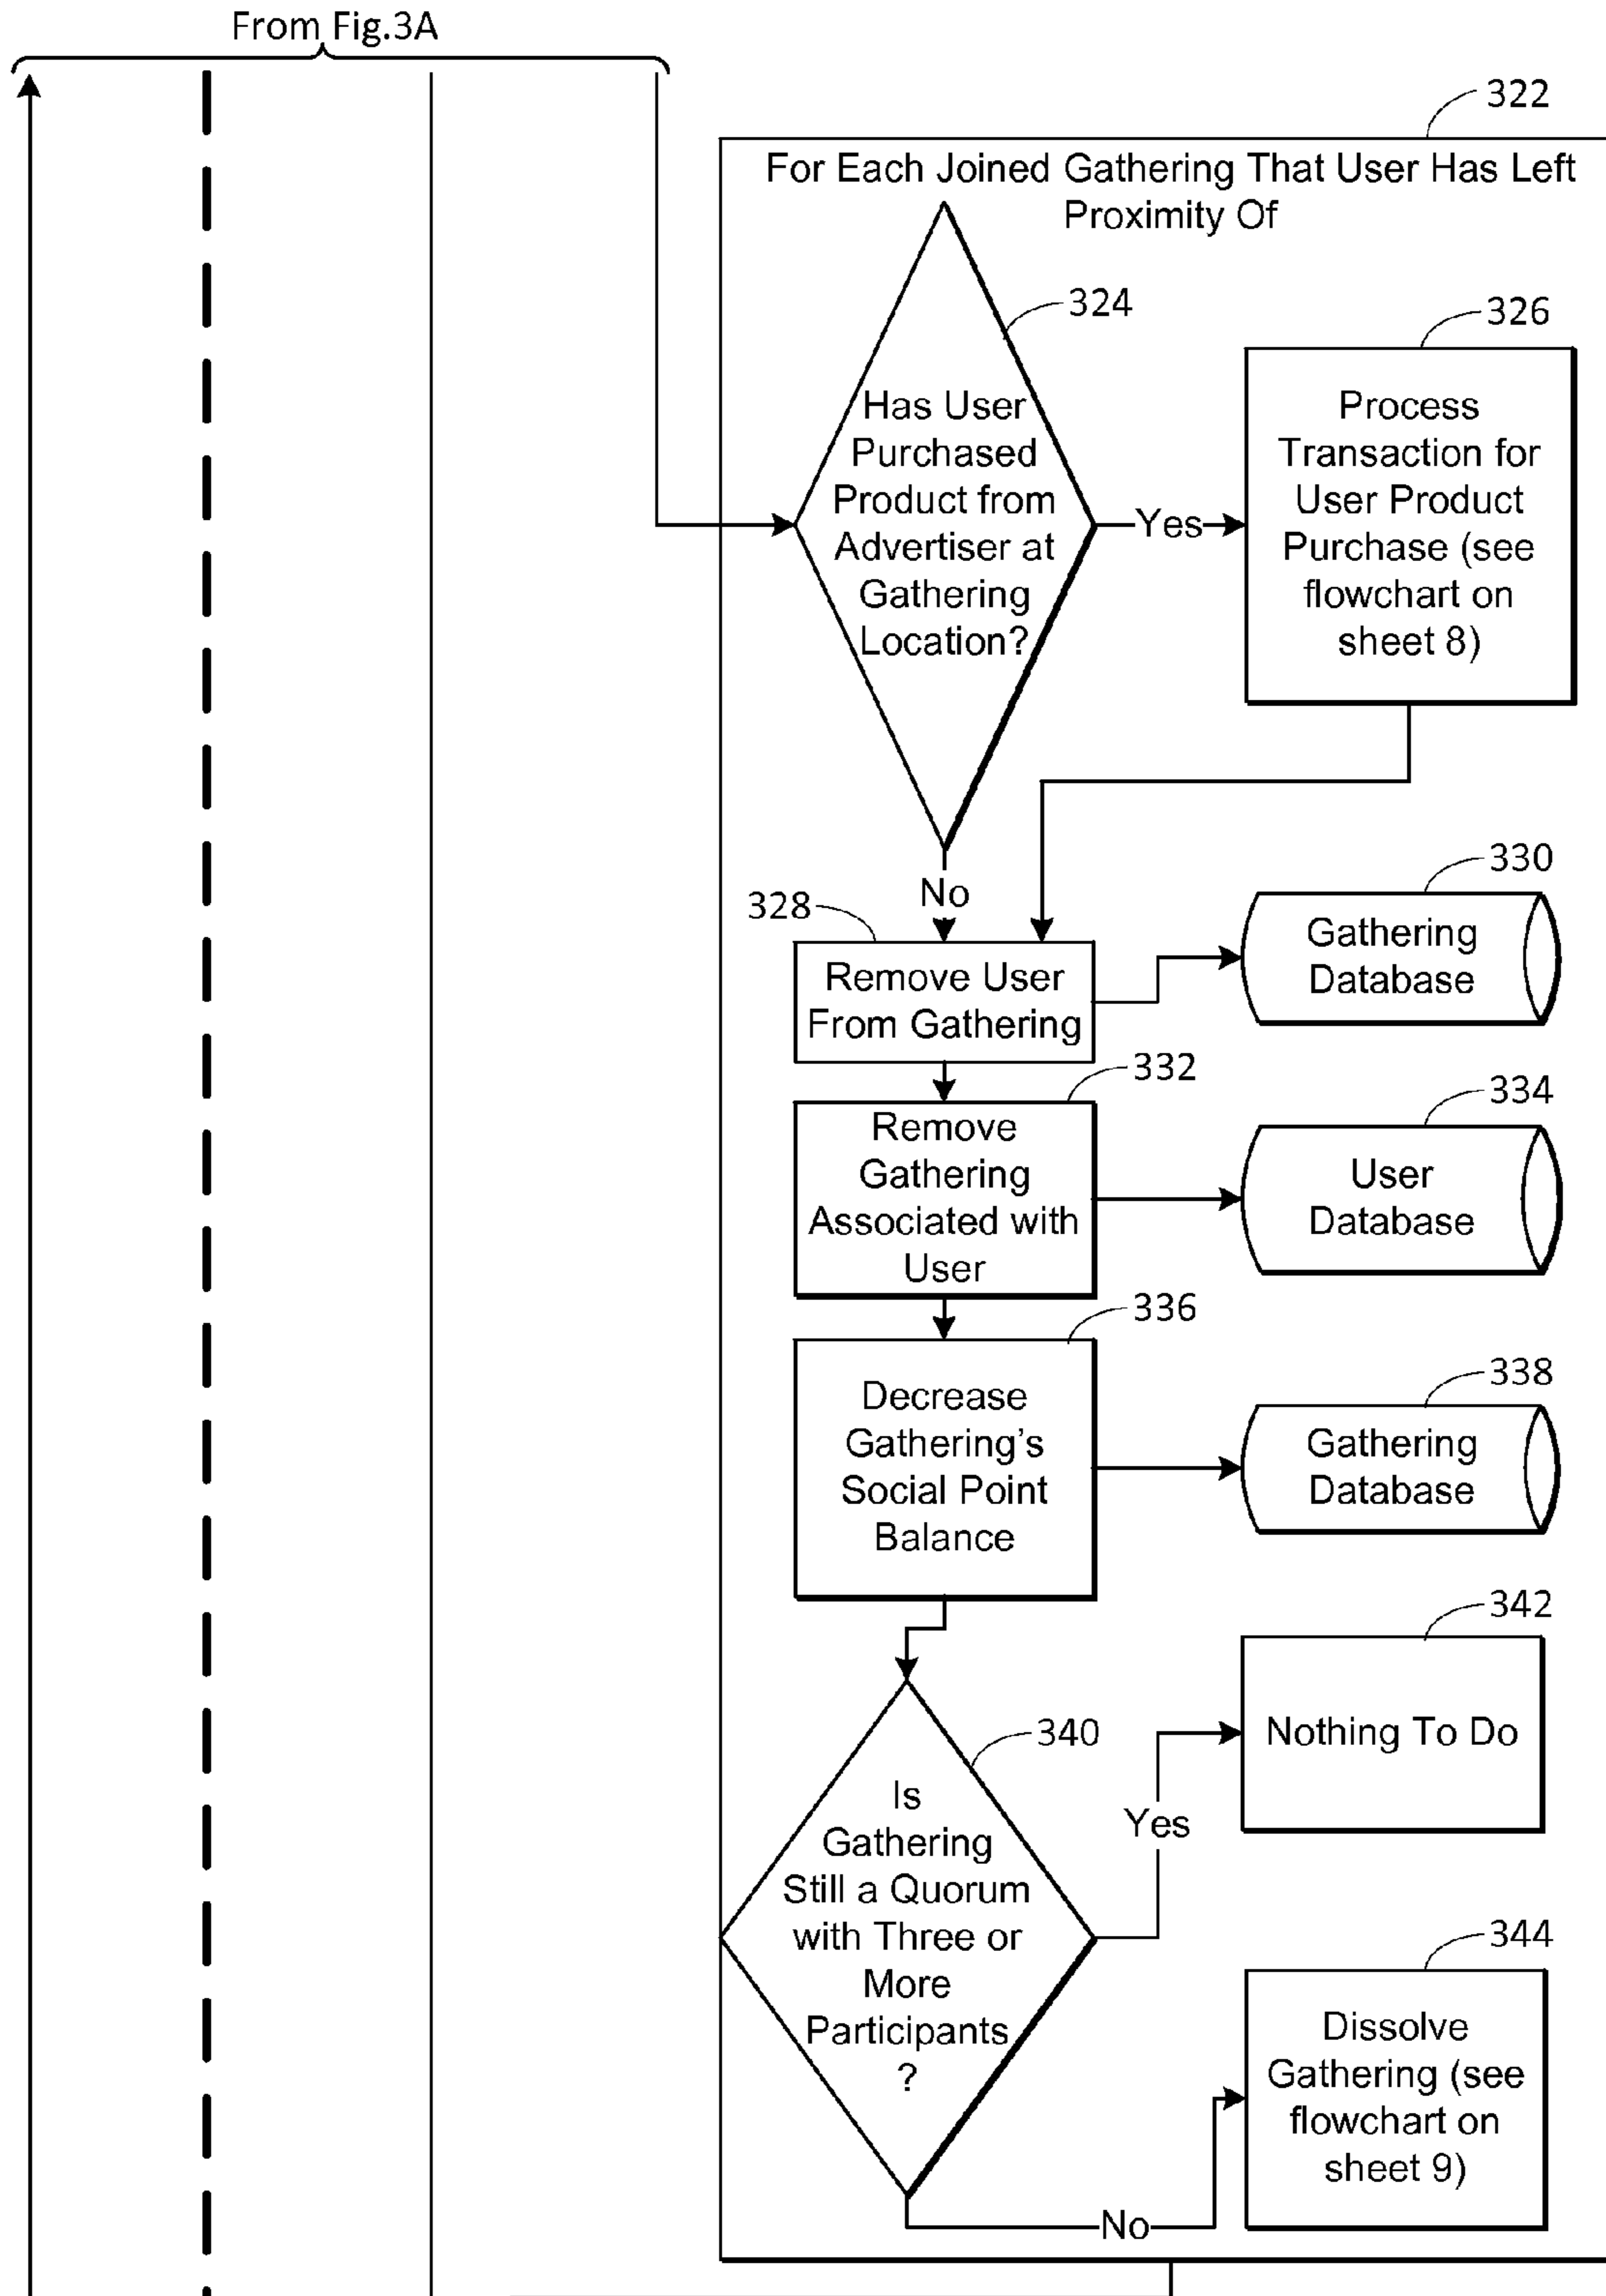 From Fig.3A
322
For Each Joined Gathering That User Has Left
Proximity Of
324
326
Has User
Purchased
Product from
Advertiser at
Gathering
Location?
Yes
Process
Transaction for
User Product
Purchase (see
flowchart on
sheet 8)
No
328
330
Remove User
From Gathering
Gathering
Database
332
334
Remove
Gathering
Associated with
User
User
Database
336
338
Decrease
Gathering's
Social Point
Balance
Gathering
Database
340
342
Is
Gathering
Still a Quorum
with Three or
More
Participants
?
Yes
Nothing To Do
344
Dissolve
Gathering (see
flowchart on
sheet 9)
No